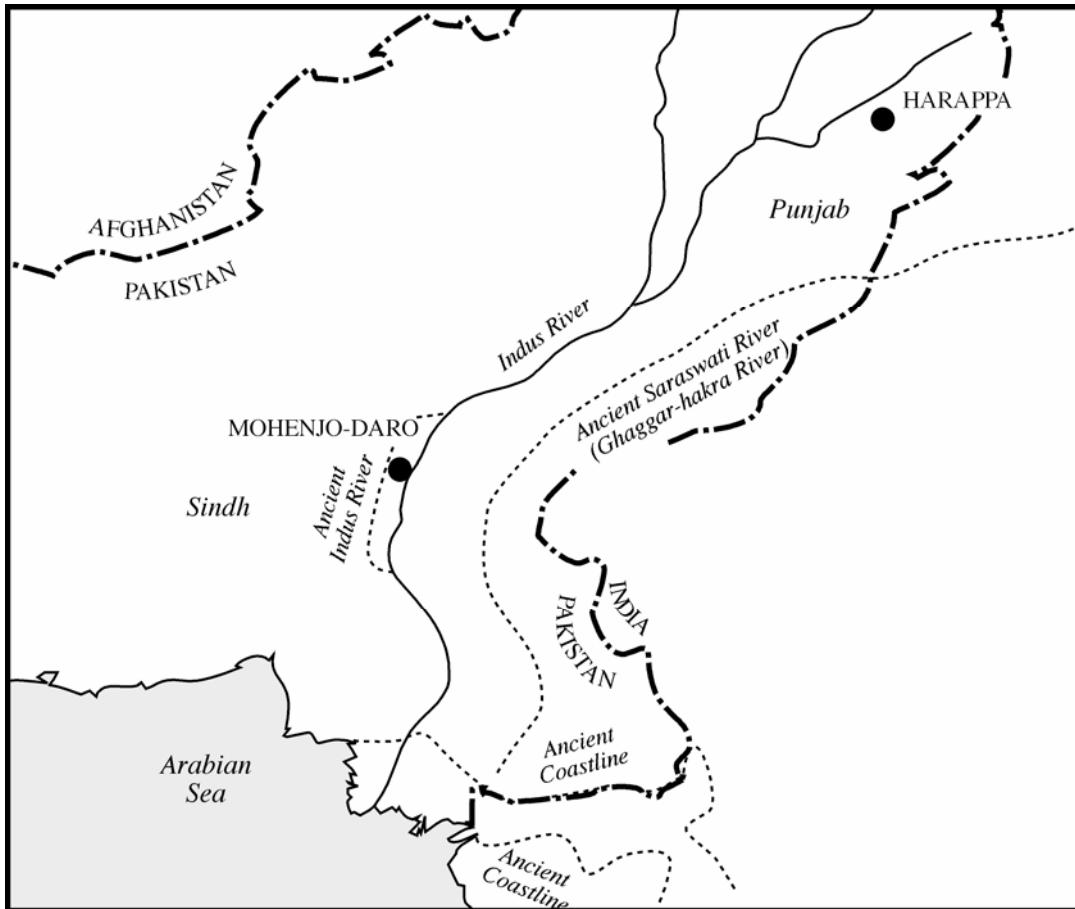 HARAPPA
Punjab
AFGHANISTAN
PAKISTAN
Indus River
Ancient Saraswati River
(Ghaggar-hakra River)
MOHENJO-DARO
Ancient
Indus River
Sindh
INDIA
PAKISTAN
Ancient
Coastline
Arabian
Sea
Ancient
Coastline